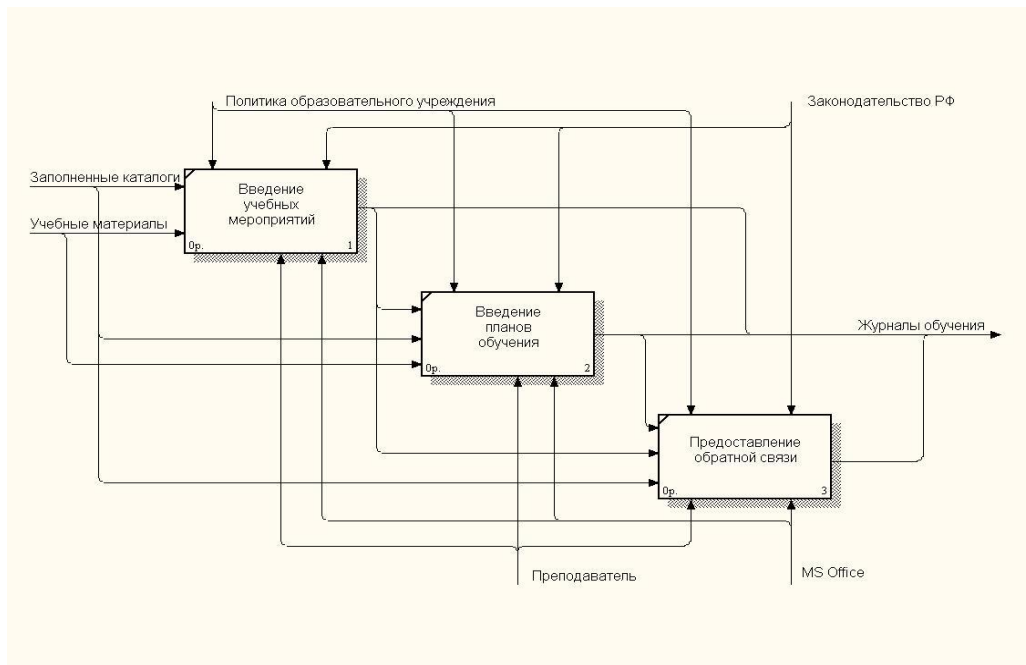 Политика образовательного учреждения
Законодательство РФ
Заполненные каталоги
Учебные материалы
Введение
учебных
мероприятий
0р.
1
Введение
планов
обучения
0р.
2
Журналы обучения
Предоставление
обратной связи
0р.
3
Преподаватель
MS Office